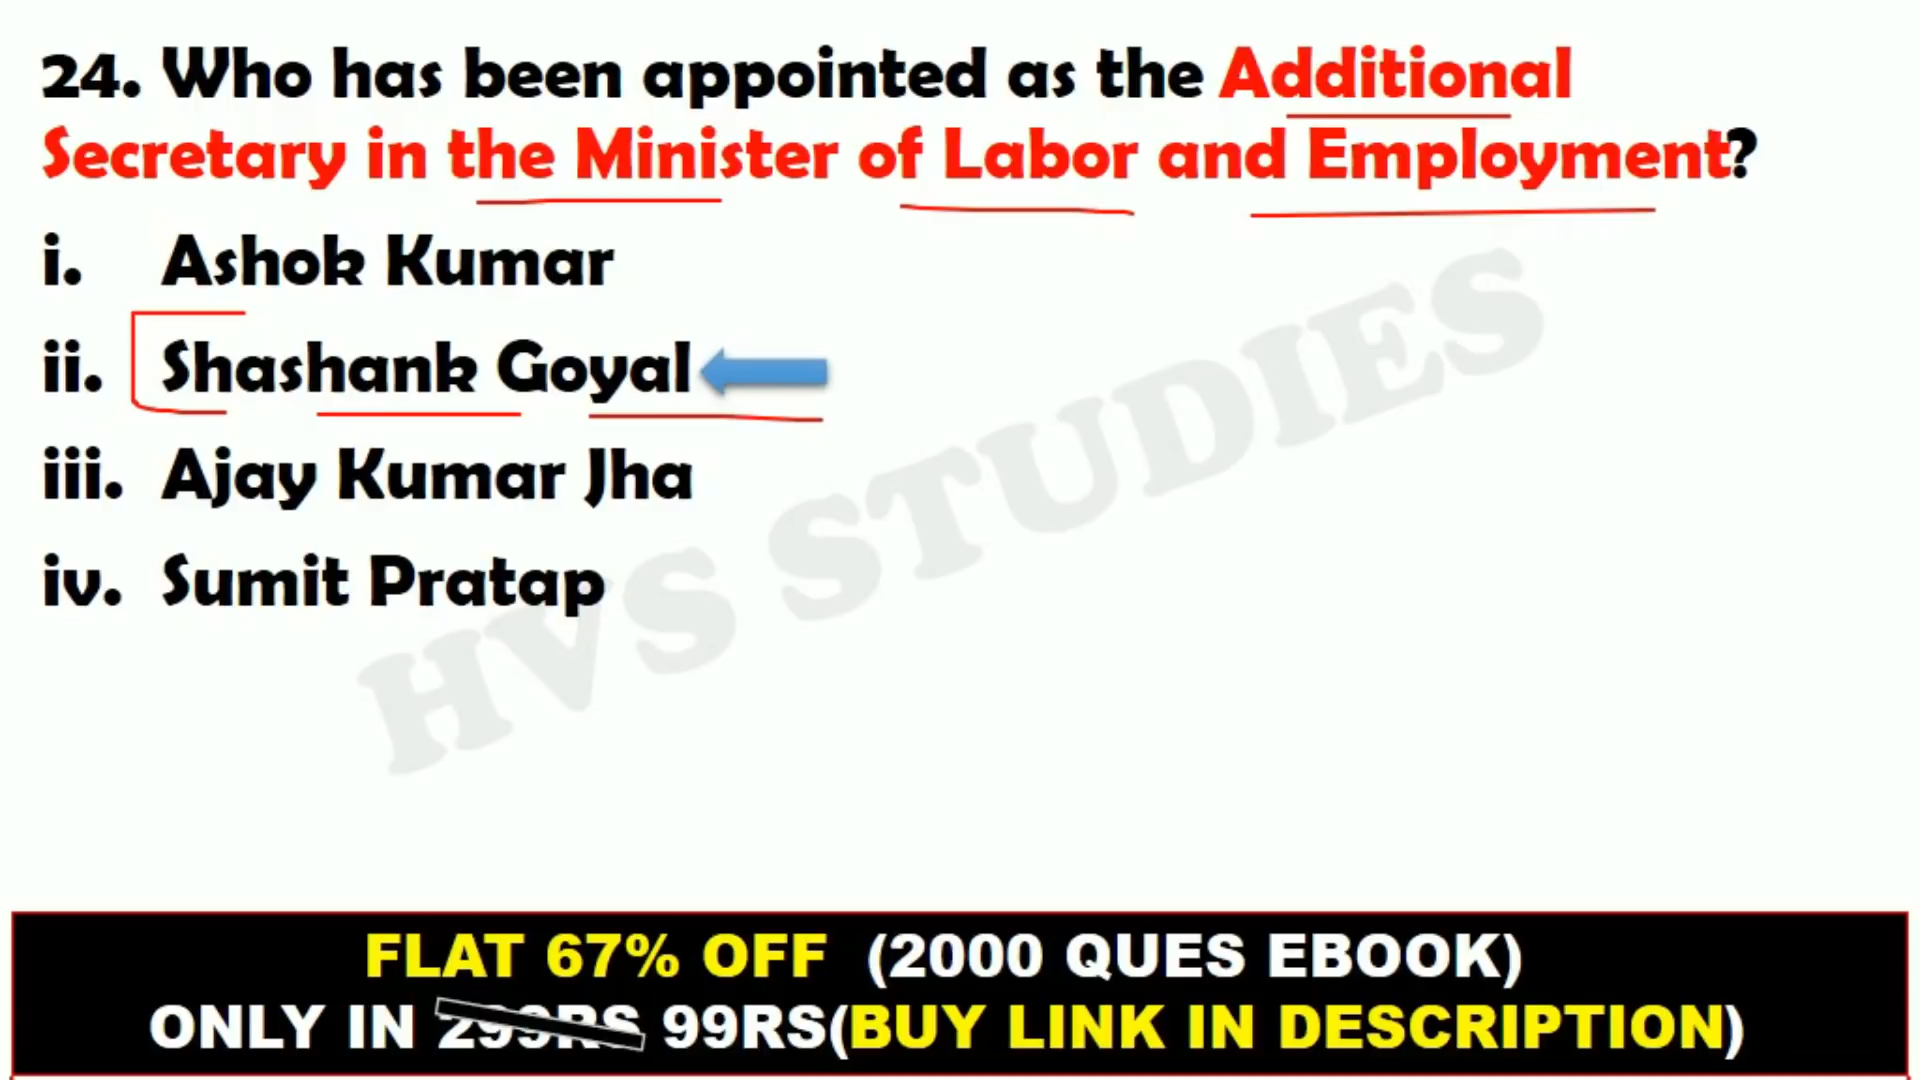 24. Who has been appointed as the Additional
Secretary in the Minister of Labor and Employment?
i. Ashok Kumar
ii. Shashank Goyal
iii. Ajay Kumar Jha
iv. Sumit Pratap
HVS STUDIES
FLAT 67% OFF (2000 QUES EBOOK)
ONLY IN 299RS 99RS(BUY LINK IN DESCRIPTION)